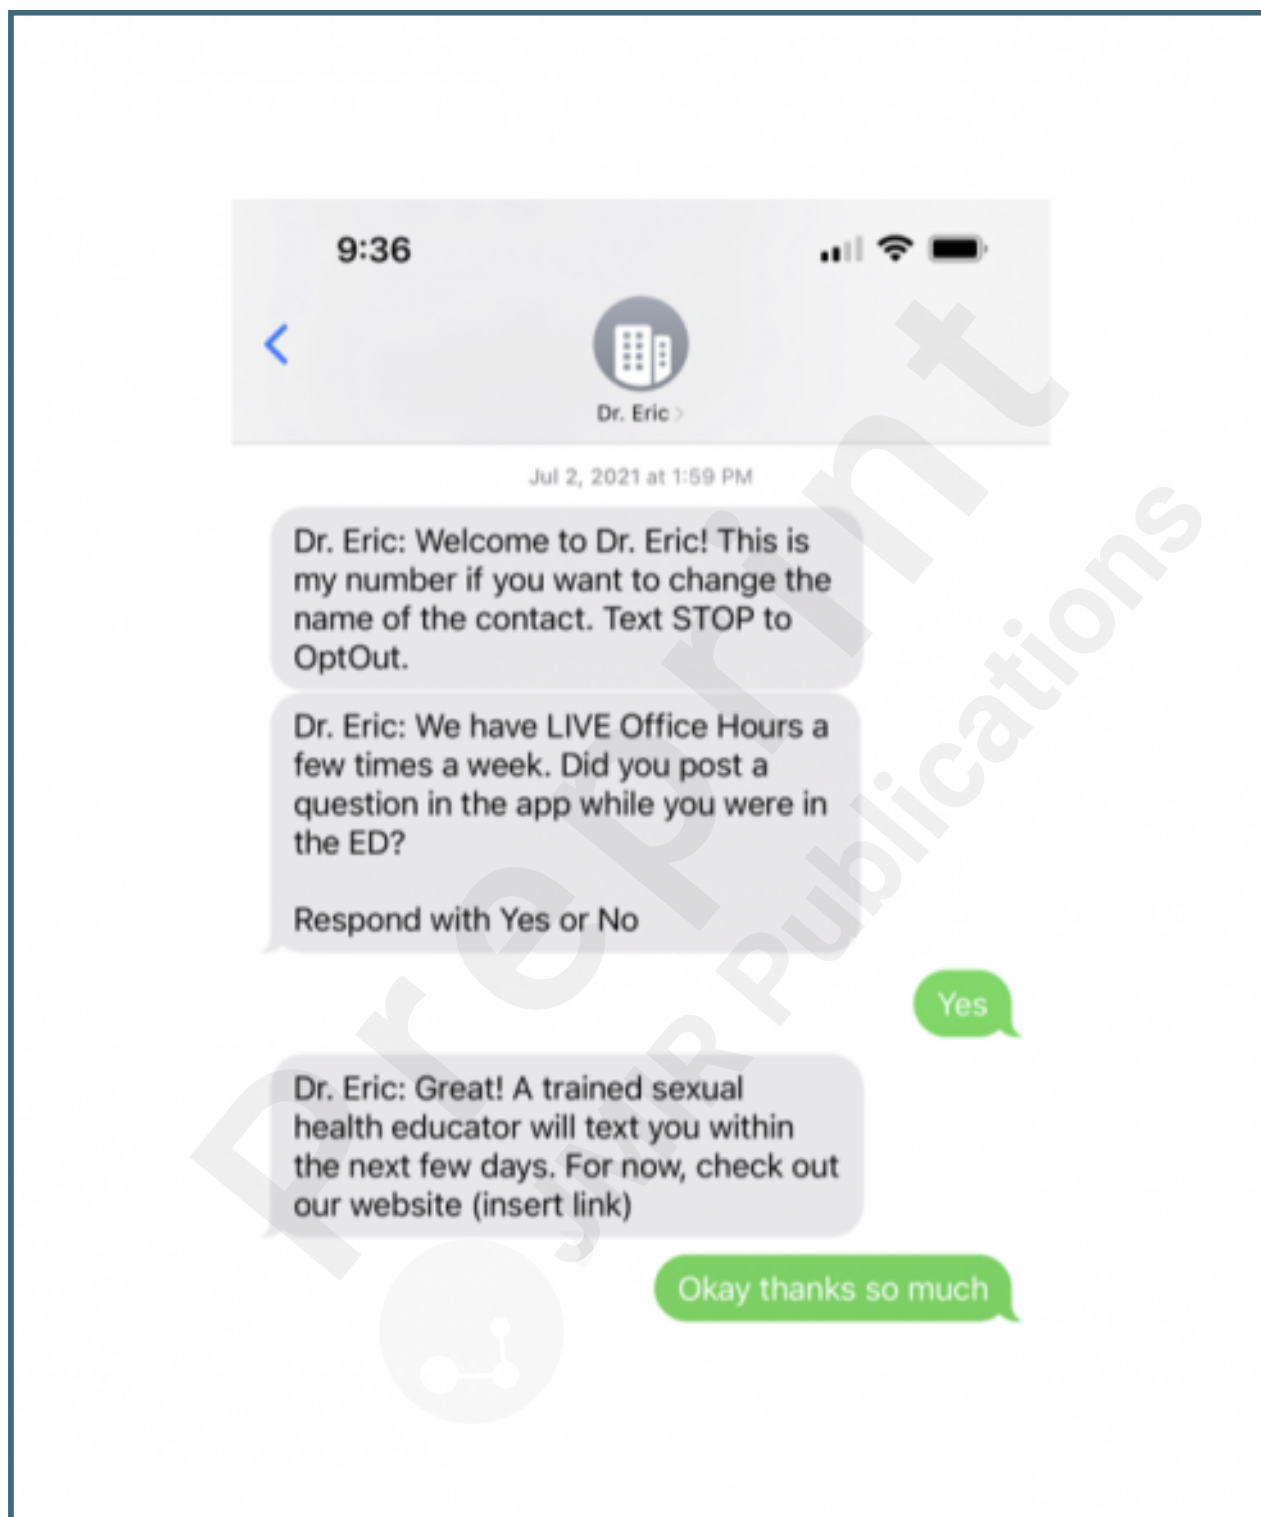 9:36
Dr. Eric
Jul 2, 2021 at 1:59 PM
Dr. Eric: Welcome to Dr. Eric! This is
my number if you want to change the
name of the contact. Text STOP to
OptOut.
Dr. Eric: We have LIVE Office Hours a
few times a week. Did you post a
question in the app while you were in
the ED?
Respond with Yes or No
Yes
Dr. Eric: Great! A trained sexual
health educator will text you within
the next few days. For now, check out
our website (insert link)
Okay thanks so much
Preprint
JMIR Publications